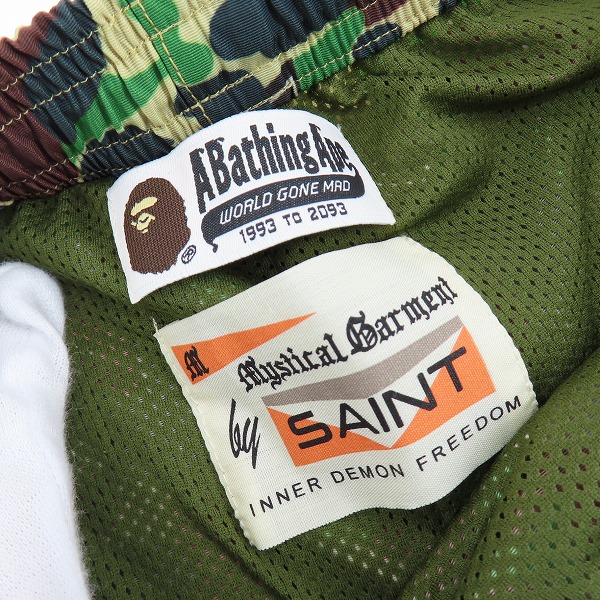 A Bathing Ape
WORLD GONE MAD
1993 TO 2093
®
M
Mystical Garment
by
SAINT
INNER DEMON FREEDOM